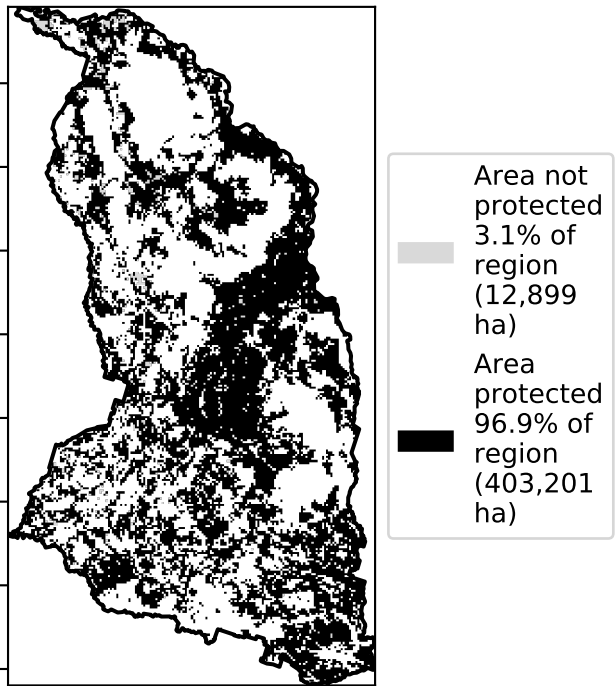 Area not
protected
3.1% of
region
(12,899
ha)
Area
protected
96.9% of
region
(403,201
ha)